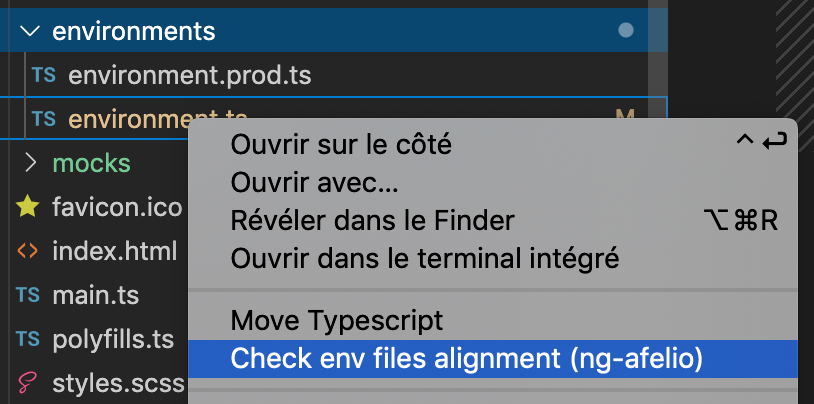 environments
TS environment.prod.ts
TS environment.ts M
Ouvrir sur le côté ^↩
Ouvrir avec...
Révéler dans le Finder ⌥⌘R
Ouvrir dans le terminal intégré
Move Typescript
Check env files alignment (ng-afelio)
mocks
favicon.ico
<> index.html
TS main.ts
TS polyfills.ts
styles.scss